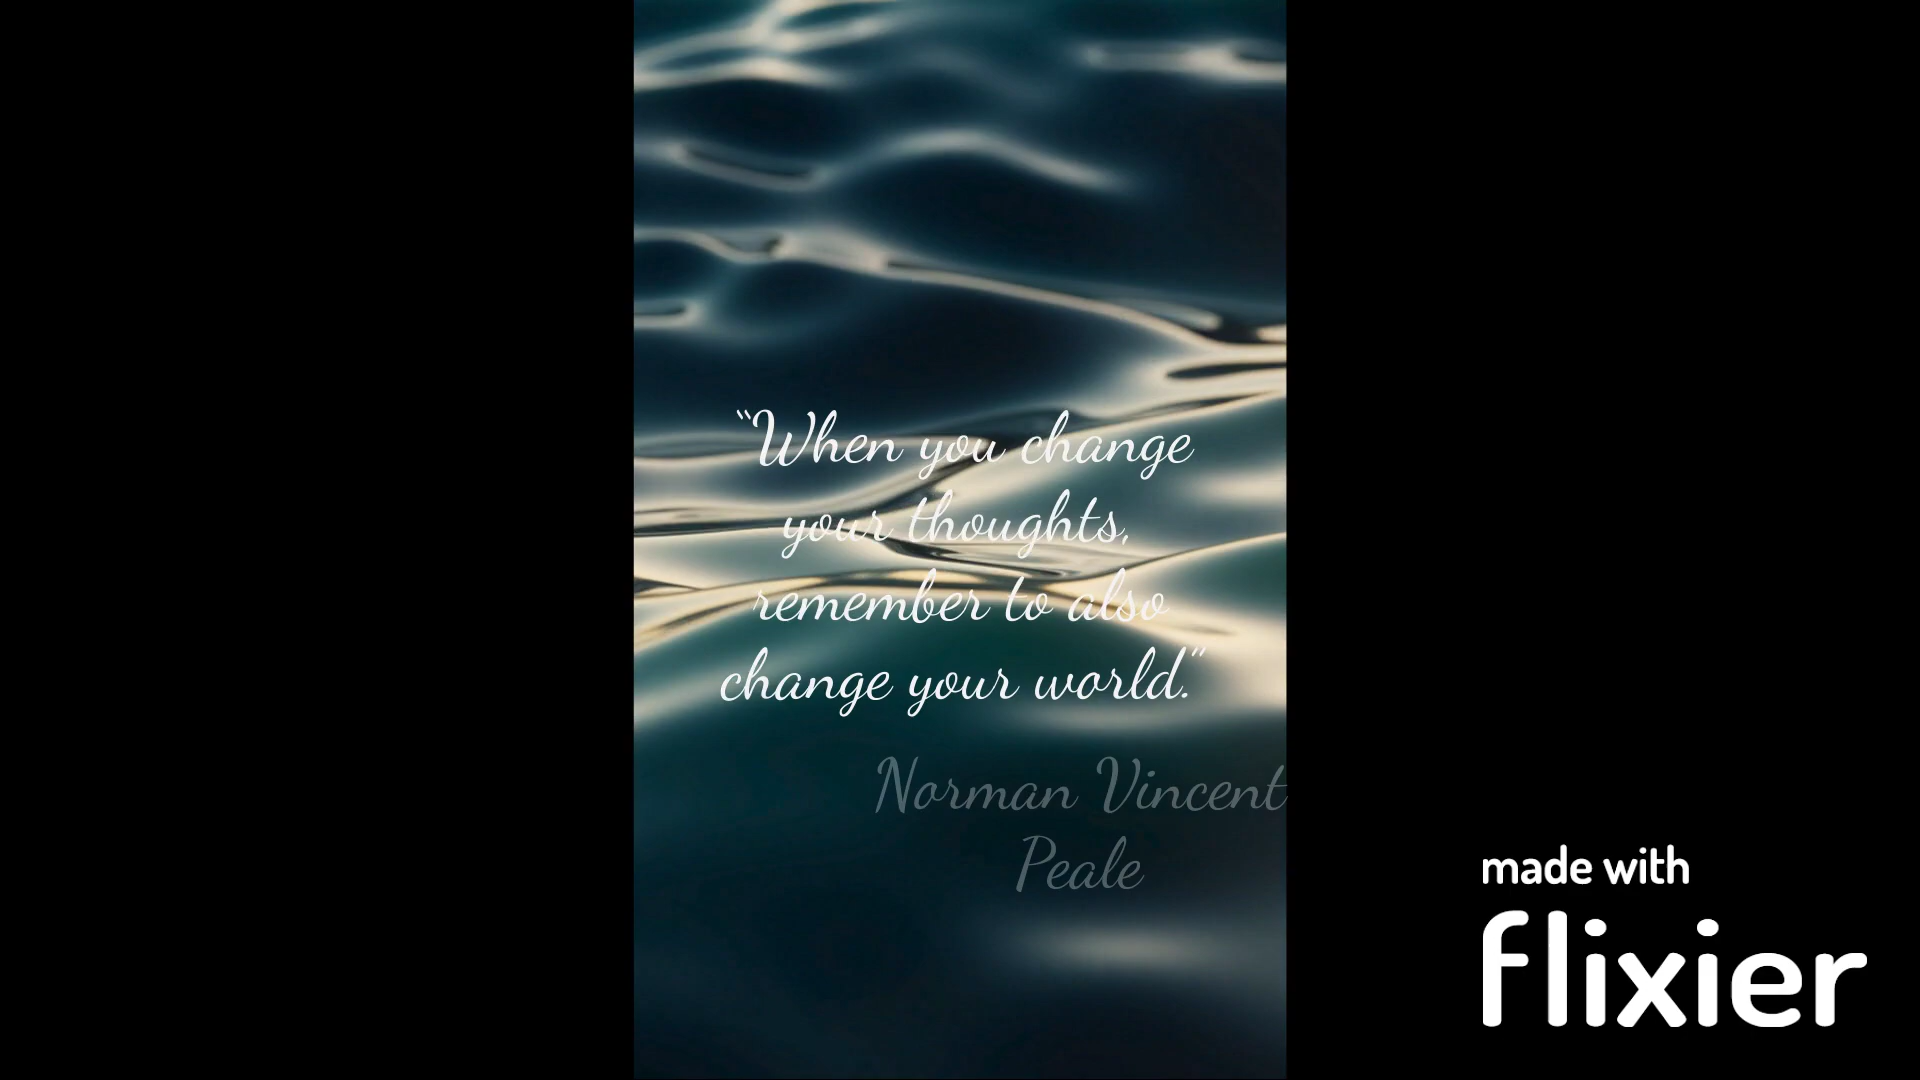 “When you change
your thoughts,
remember to also
change your world.”
Norman Vincent
Peale
made with
flixier